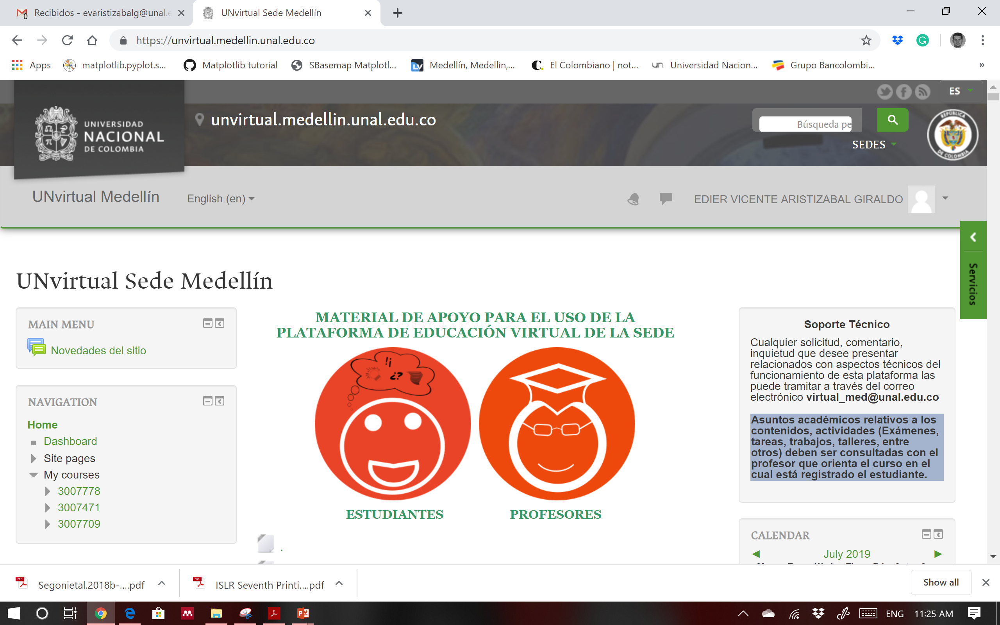 Recibidos - evaristizabalg@unal.e
UNvirtual Sede Medellín
https://unvirtual.medellin.unal.edu.co
Apps
matplotlib.pyplot.s...
Matplotlib tutorial
SBasemap Matplotl...
Medellín, Medellin,...
El Colombiano | not...
Universidad Nacion...
Grupo Bancolombi...
»
ES
UNIVERSIDAD
NACIONAL
DE COLOMBIA
unvirtual.medellin.unal.edu.co
Búsqueda pe
SEDES
REPÚBLICA
DE COLOMBIA
UNvirtual Medellín
English (en)
EDIER VICENTE ARISTIZABAL GIRALDO
Servicios
UNvirtual Sede Medellín
MAIN MENU
Novedades del sitio
NAVIGATION
Home
Dashboard
Site pages
My courses
3007778
3007471
3007709
MATERIAL DE APOYO PARA EL USO DE LA
PLATAFORMA DE EDUCACIÓN VIRTUAL DE LA SEDE
!¡
¿?
ESTUDIANTES
PROFESORES
.
Soporte Técnico
Cualquier solicitud, comentario,
inquietud que desee presentar
relacionados con aspectos técnicos del
funcionamiento de esta plataforma las
puede tramitar a través del correo
electrónico virtual_med@unal.edu.co
Asuntos académicos relativos a los
contenidos, actividades (Exámenes,
tareas, trabajos, talleres, entre
otros) deben ser consultadas con el
profesor que orienta el curso en el
cual está registrado el estudiante.
CALENDAR
July 2019
Segonietal.2018b-....pdf
ISLR Seventh Printi....pdf
Show all
ENG
11:25 AM